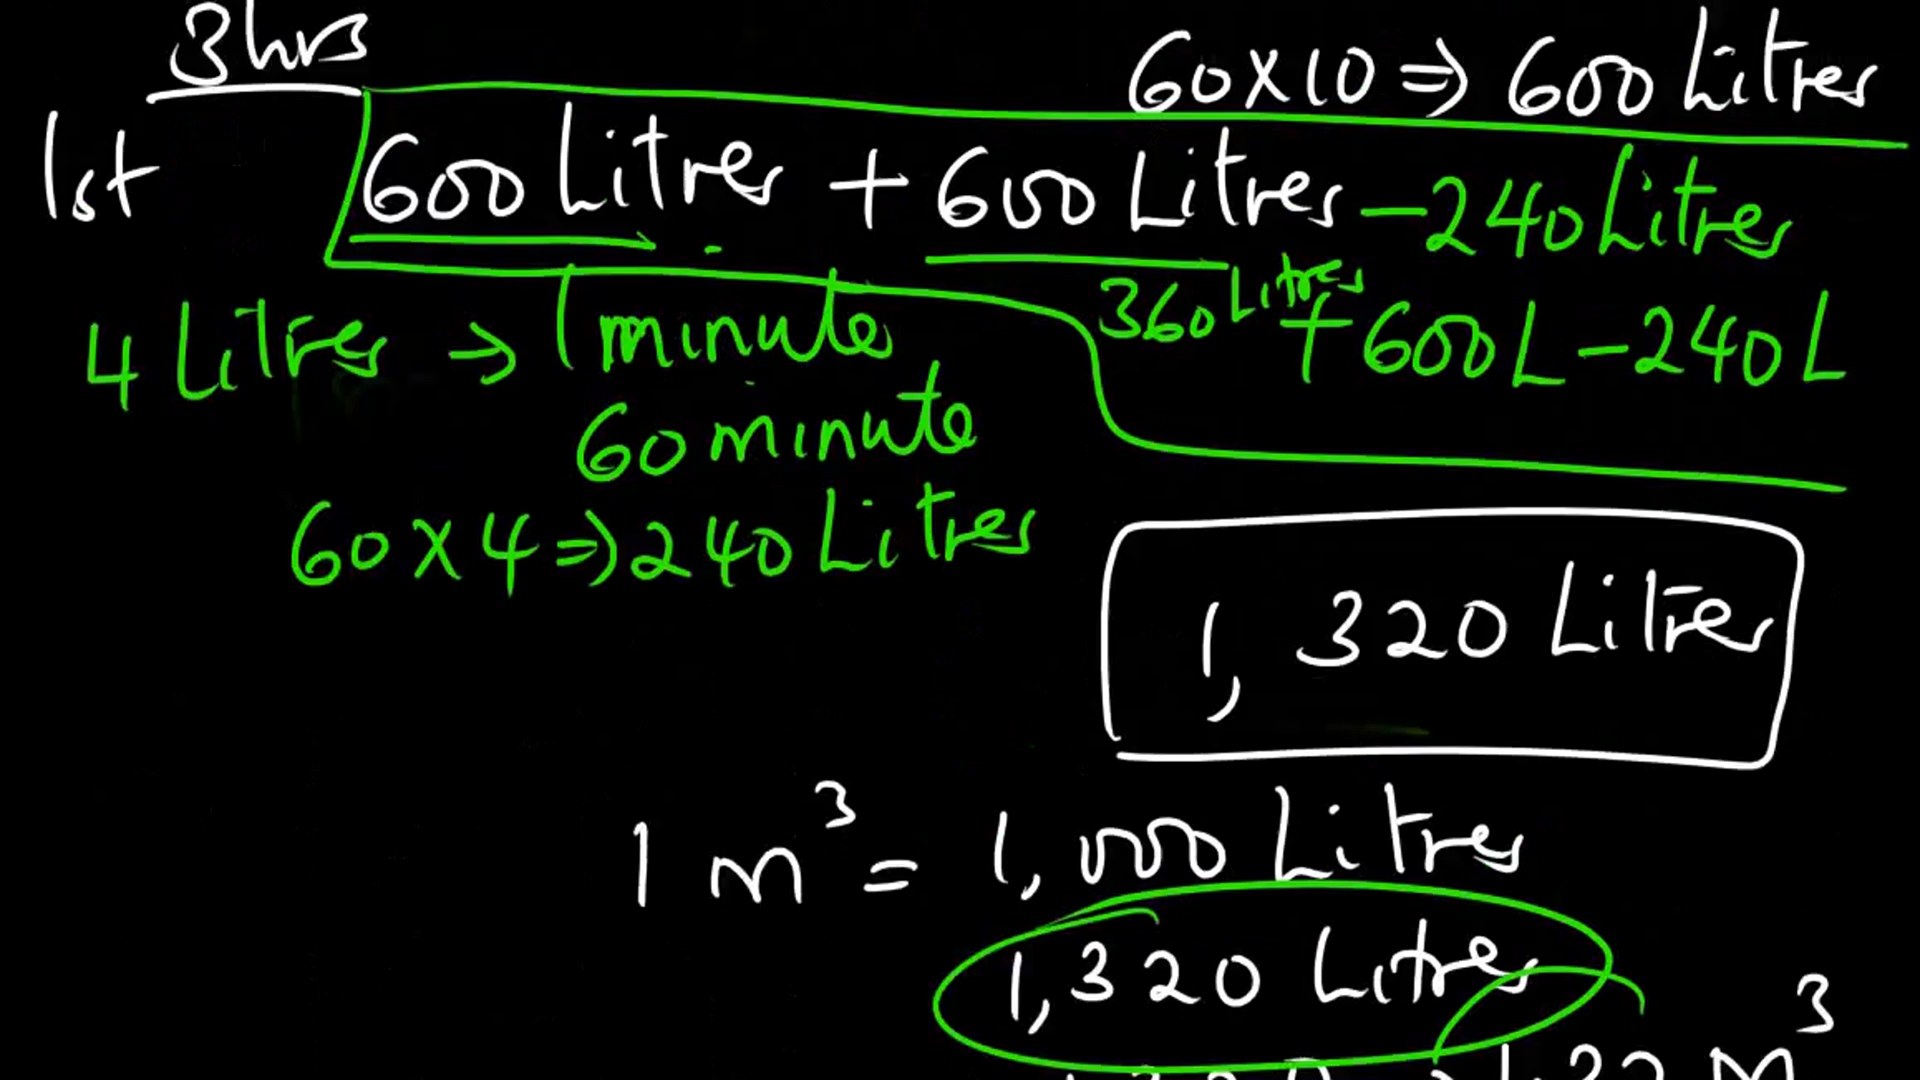 3hrs
60x10 => 600 Litres
1st 600 Litres + 600 Litres - 240 Litres
360 Litres + 600L - 240L
4 Litres → 1 minute
60 minute
60 x 4 => 240 Litres
1, 320 Litres
1 m³ = 1,000 Litres
1,320 Litres
m³